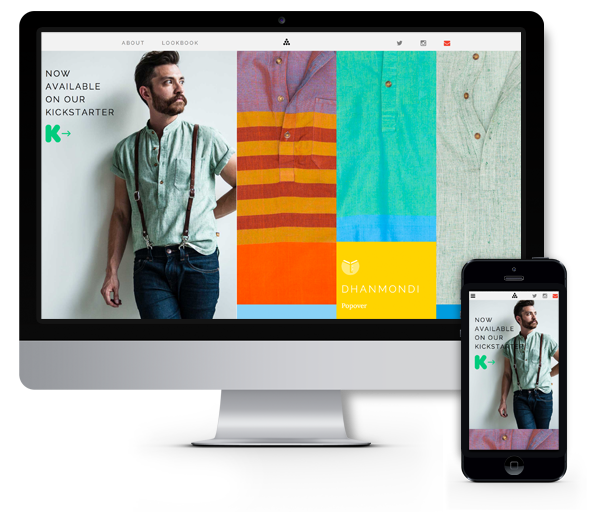 ABOUT LOOKBOOK
NOW
AVAILABLE
ON OUR
KICKSTARTER
K
DHANMONDI
Popover
NOW
AVAILABLE
ON OUR
KICKSTARTER
K